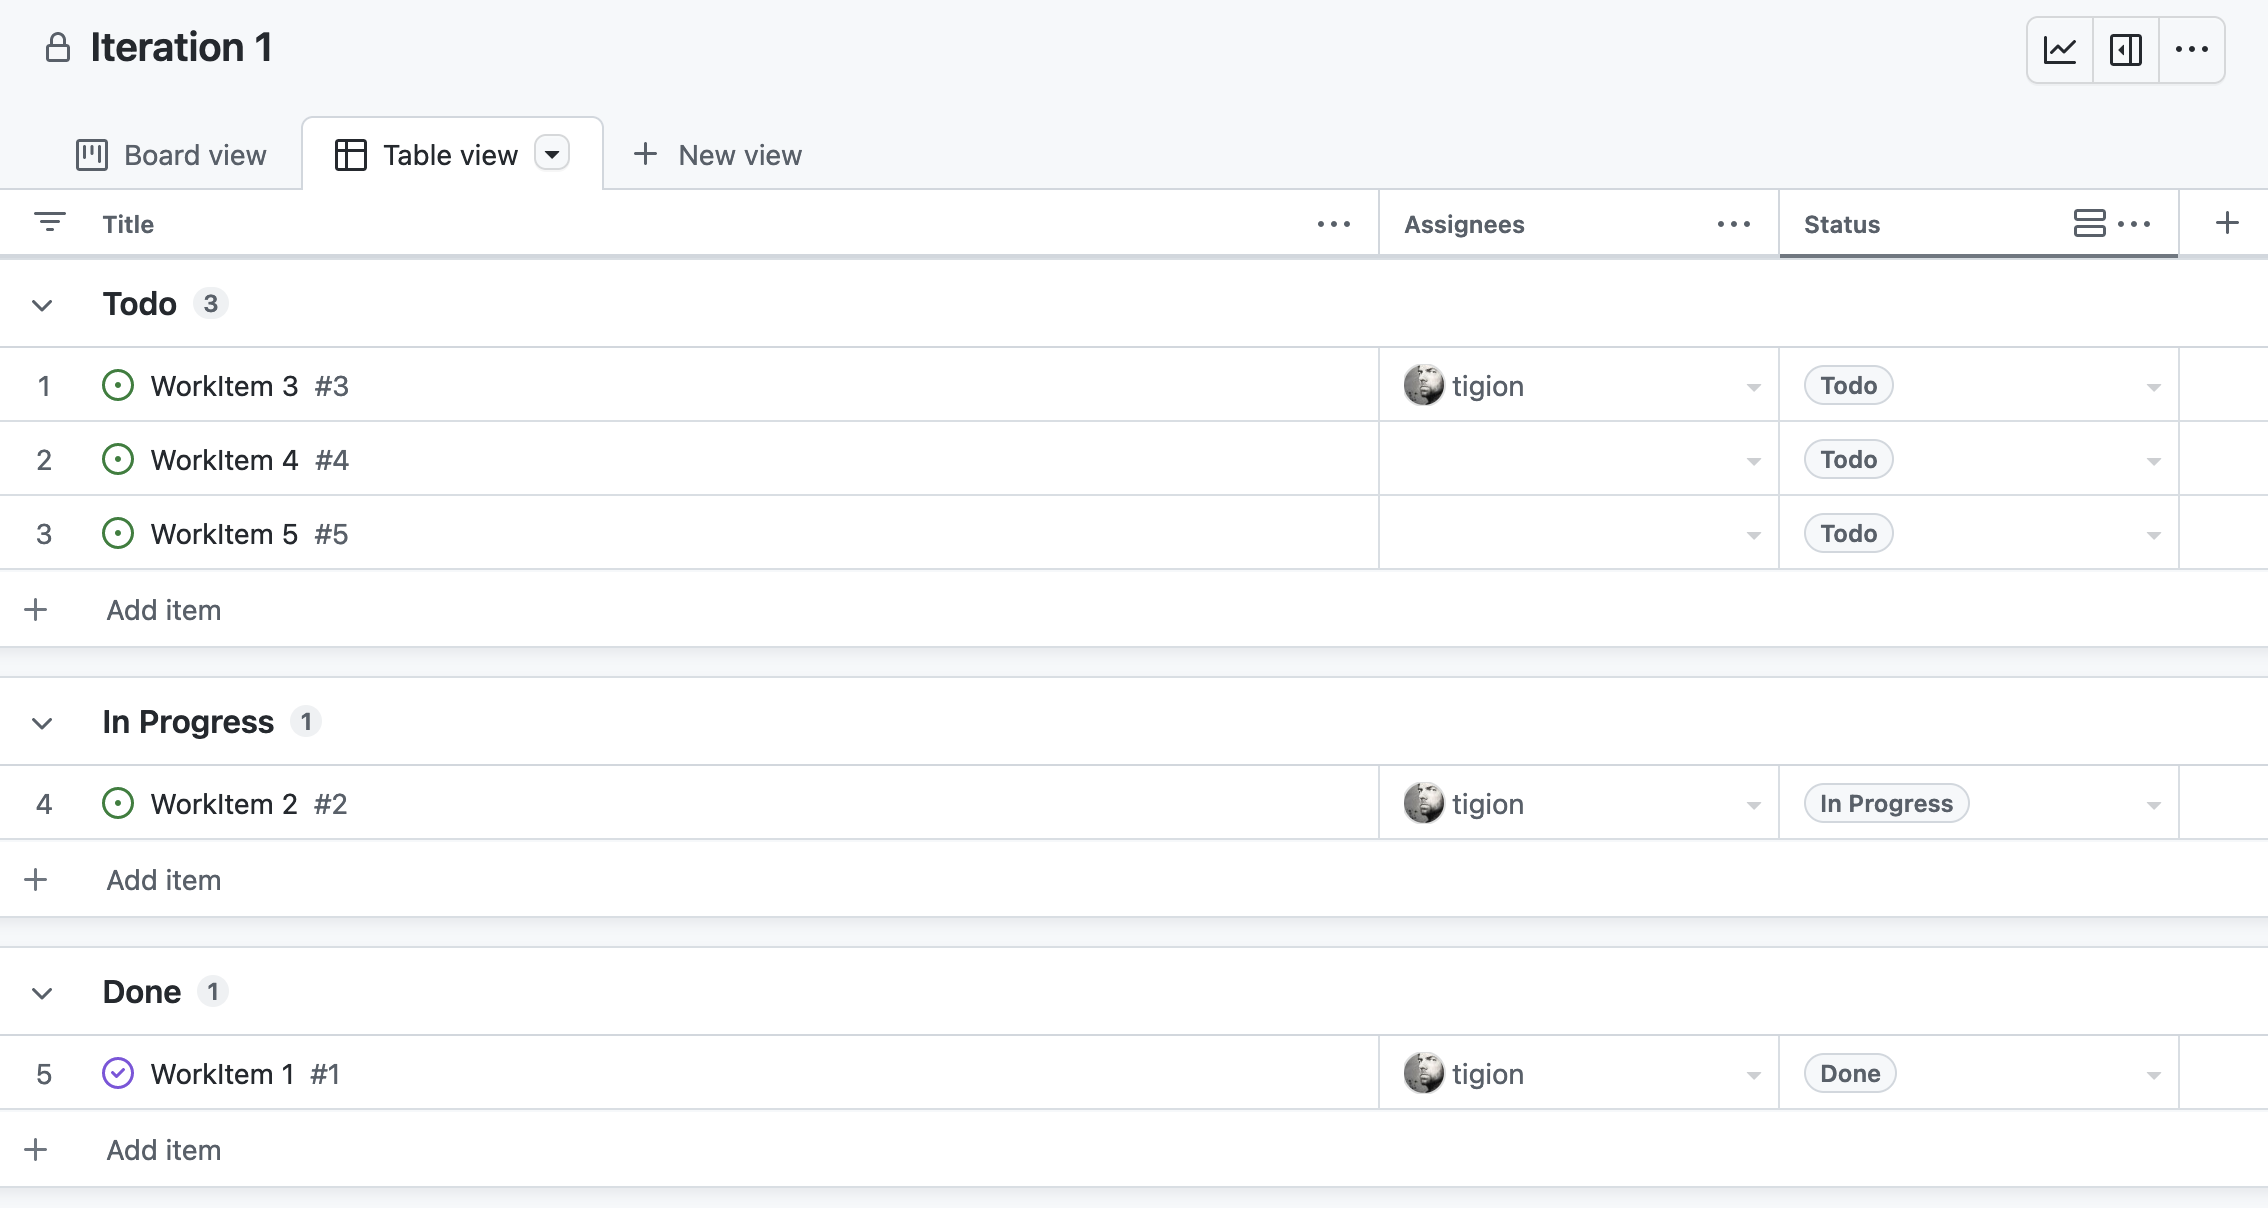 Iteration 1
Board view Table view New view
Title Assignees Status
Todo 3
1 WorkItem 3 #3 tigion Todo
2 WorkItem 4 #4 Todo
3 WorkItem 5 #5 Todo
Add item
In Progress 1
4 WorkItem 2 #2 tigion In Progress
Add item
Done 1
5 WorkItem 1 #1 tigion Done
Add item